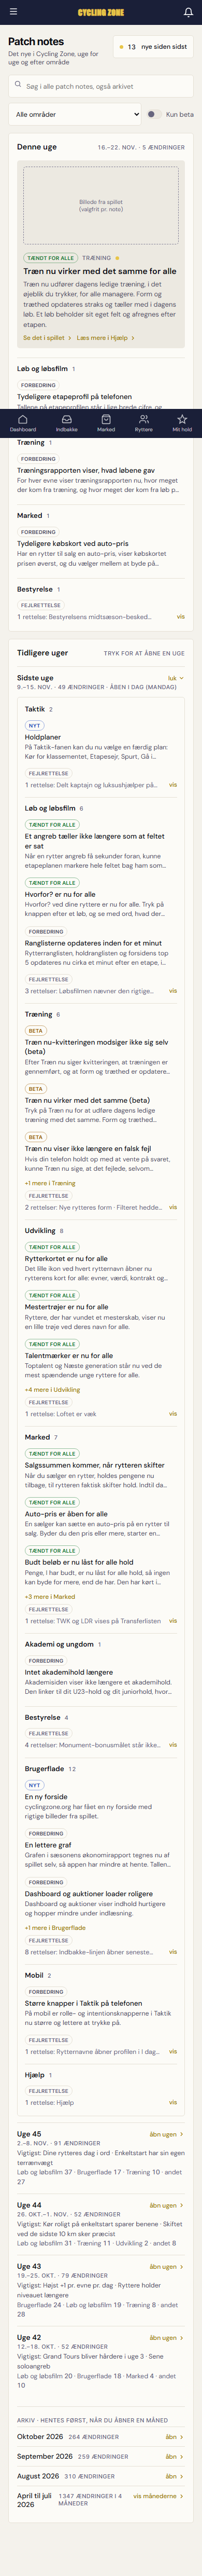 CYCLING ZONE
Patch notes
Det nye i Cycling Zone, uge for
uge og efter område
13 nye siden sidst
Søg i alle patch notes, også arkivet
Alle områder
Kun beta
Denne uge
16.–22. NOV. · 5 ÆNDRINGER
Billede fra spillet
(valgfrit pr. note)
TÆNDT FOR ALLE TRÆNING
Træn nu virker med det samme for alle
Træn nu udfører dagens ledige træning, i det
øjeblik du trykker, for alle managere. Form og
træthed opdateres straks og tæller med i dagens
løb. Et løb beholder sit eget felt og afregnes efter
etapen.
Se det i spillet
Læs mere i Hjælp
Løb og løbsfilm 1
FORBEDRING
Tydeligere etapeprofil på telefonen
Tallene på etapeprofilen står i lige brede cifre, og
Dashboard
Indbakke
Marked
Ryttere
Mit hold
Træning 1
FORBEDRING
Træningsrapporten viser, hvad løbene gav
For hver evne viser træningsrapporten nu, hvor meget
der kom fra træning, og hvor meget der kom fra løb p...
Marked 1
FORBEDRING
Tydeligere købskort ved auto-pris
Har en rytter til salg en auto-pris, viser købskortet
prisen øverst, og du vælger mellem at byde på...
Bestyrelse 1
FEJLRETTELSE
1 rettelse: Bestyrelsens midtsæson-besked...
vis
Tidligere uger
TRYK FOR AT ÅBNE EN UGE
Sidste uge
luk
9.–15. NOV. · 49 ÆNDRINGER · ÅBEN I DAG (MANDAG)
Taktik 2
NYT
Holdplaner
På Taktik-fanen kan du nu vælge en færdig plan:
Kør for klassementet, Etapesejr, Spurt, Gå i...
FEJLRETTELSE
1 rettelse: Delt kaptajn og luksushjælper på...
vis
Løb og løbsfilm 6
TÆNDT FOR ALLE
Et angreb tæller ikke længere som at feltet
er sat
Når en rytter angreb få sekunder foran, kunne
etapeplanen markere hele feltet bag ham som...
TÆNDT FOR ALLE
Hvorfor? er nu for alle
Hvorfor? ved dine ryttere er nu for alle. Tryk på
knappen efter et løb, og se med ord, hvad der...
FORBEDRING
Ranglisterne opdateres inden for et minut
Rytterranglisten, holdranglisten og forsidens top
5 opdateres nu cirka et minut efter en etape, i...
FEJLRETTELSE
3 rettelser: Løbsfilmen nævner den rigtige...
vis
Træning 6
BETA
Træn nu-kvitteringen modsiger ikke sig selv
(beta)
Efter Træn nu siger kvitteringen, at træningen er
gennemført, og at form og træthed er opdatere...
BETA
Træn nu virker med det samme (beta)
Tryk på Træn nu for at udføre dagens ledige
træning med det samme. Form og træthed...
BETA
Træn nu viser ikke længere en falsk fejl
Hvis din telefon holdt op med at vente på svaret,
kunne Træn nu sige, at det fejlede, selvom...
+1 mere i Træning
FEJLRETTELSE
2 rettelser: Nye rytteres form · Filteret hedde...
vis
Udvikling 8
TÆNDT FOR ALLE
Rytterkortet er nu for alle
Det lille ikon ved hvert rytternavn åbner nu
rytterens kort for alle: evner, værdi, kontrakt og...
TÆNDT FOR ALLE
Mestertrøjer er nu for alle
Ryttere, der har vundet et mesterskab, viser nu
en lille trøje ved deres navn for alle.
TÆNDT FOR ALLE
Talentmærker er nu for alle
Toptalent og Næste generation står nu ved de
mest spændende unge ryttere for alle.
+4 mere i Udvikling
FEJLRETTELSE
1 rettelse: Loftet er væk
vis
Marked 7
TÆNDT FOR ALLE
Salgssummen kommer, når rytteren skifter
Når du sælger en rytter, holdes pengene nu
tilbage, til rytteren faktisk skifter hold. Indtil da...
TÆNDT FOR ALLE
Auto-pris er åben for alle
En sælger kan sætte en auto-pris på en rytter til
salg. Byder du den pris eller mere, starter en...
TÆNDT FOR ALLE
Budt beløb er nu låst for alle hold
Penge, I har budt, er nu låst for alle hold, så ingen
kan byde for mere, end de har. Den har kørt i...
+3 mere i Marked
FEJLRETTELSE
1 rettelse: TWK og LDR vises på Transferlisten
vis
Akademi og ungdom 1
FORBEDRING
Intet akademihold længere
Akademisiden viser ikke længere et akademihold.
Den linker til dit U23-hold og dit juniorhold, hvor...
Bestyrelse 4
FEJLRETTELSE
4 rettelser: Monument-bonusmålet står ikke...
vis
Brugerflade 12
NYT
En ny forside
cyclingzone.org har fået en ny forside med
rigtige billeder fra spillet.
FORBEDRING
En lettere graf
Grafen i sæsonens økonomirapport tegnes nu af
spillet selv, så appen har mindre at hente. Tallen...
FORBEDRING
Dashboard og auktioner loader roligere
Dashboard og auktioner viser indhold hurtigere
og hopper mindre under indlæsning.
+1 mere i Brugerflade
FEJLRETTELSE
8 rettelser: Indbakke-linjen åbner seneste...
vis
Mobil 2
FORBEDRING
Større knapper i Taktik på telefonen
På mobil er rolle- og intentionsknapperne i Taktik
nu større og lettere at trykke på.
FEJLRETTELSE
1 rettelse: Rytternavne åbner profilen i I dag...
vis
Hjælp 1
FEJLRETTELSE
1 rettelse: Hjælp
vis
Uge 45
åbn ugen
2.–8. NOV. · 91 ÆNDRINGER
Vigtigst: Dine rytteres dag i ord · Enkeltstart har sin egen
terrænvægt
Løb og løbsfilm 37 · Brugerflade 17 · Træning 10 · andet
27
Uge 44
åbn ugen
26. OKT.–1. NOV. · 52 ÆNDRINGER
Vigtigst: Kør roligt på enkeltstart sparer benene · Skiftet
ved de sidste 10 km sker præcist
Løb og løbsfilm 31 · Træning 11 · Udvikling 2 · andet 8
Uge 43
åbn ugen
19.–25. OKT. · 79 ÆNDRINGER
Vigtigst: Højst +1 pr. evne pr. dag · Ryttere holder
niveauet længere
Brugerflade 24 · Løb og løbsfilm 19 · Træning 8 · andet
28
Uge 42
åbn ugen
12.–18. OKT. · 52 ÆNDRINGER
Vigtigst: Grand Tours bliver hårdere i uge 3 · Sene
soloangreb
Løb og løbsfilm 20 · Brugerflade 18 · Marked 4 · andet
10
ARKIV · HENTES FØRST, NÅR DU ÅBNER EN MÅNED
Oktober 2026 264 ÆNDRINGER
åbn
September 2026 259 ÆNDRINGER
åbn
August 2026 310 ÆNDRINGER
åbn
April til juli
2026
1347 ÆNDRINGER I 4
MÅNEDER
vis månederne